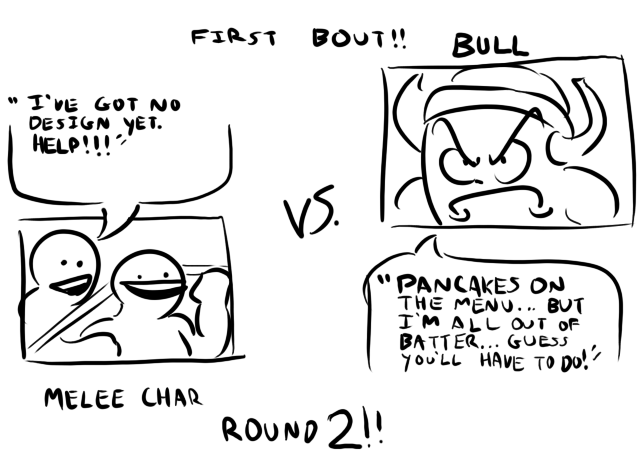 FIRST BOUT!!
BULL
"I'VE GOT NO
DESIGN YET.
HELP!!!"
VS.
"PANCAKES ON
THE MENU... BUT
I'M ALL OUT OF
BATTER... GUESS
YOU'LL HAVE TO DO!"
MELEE CHAR
ROUND 2!!